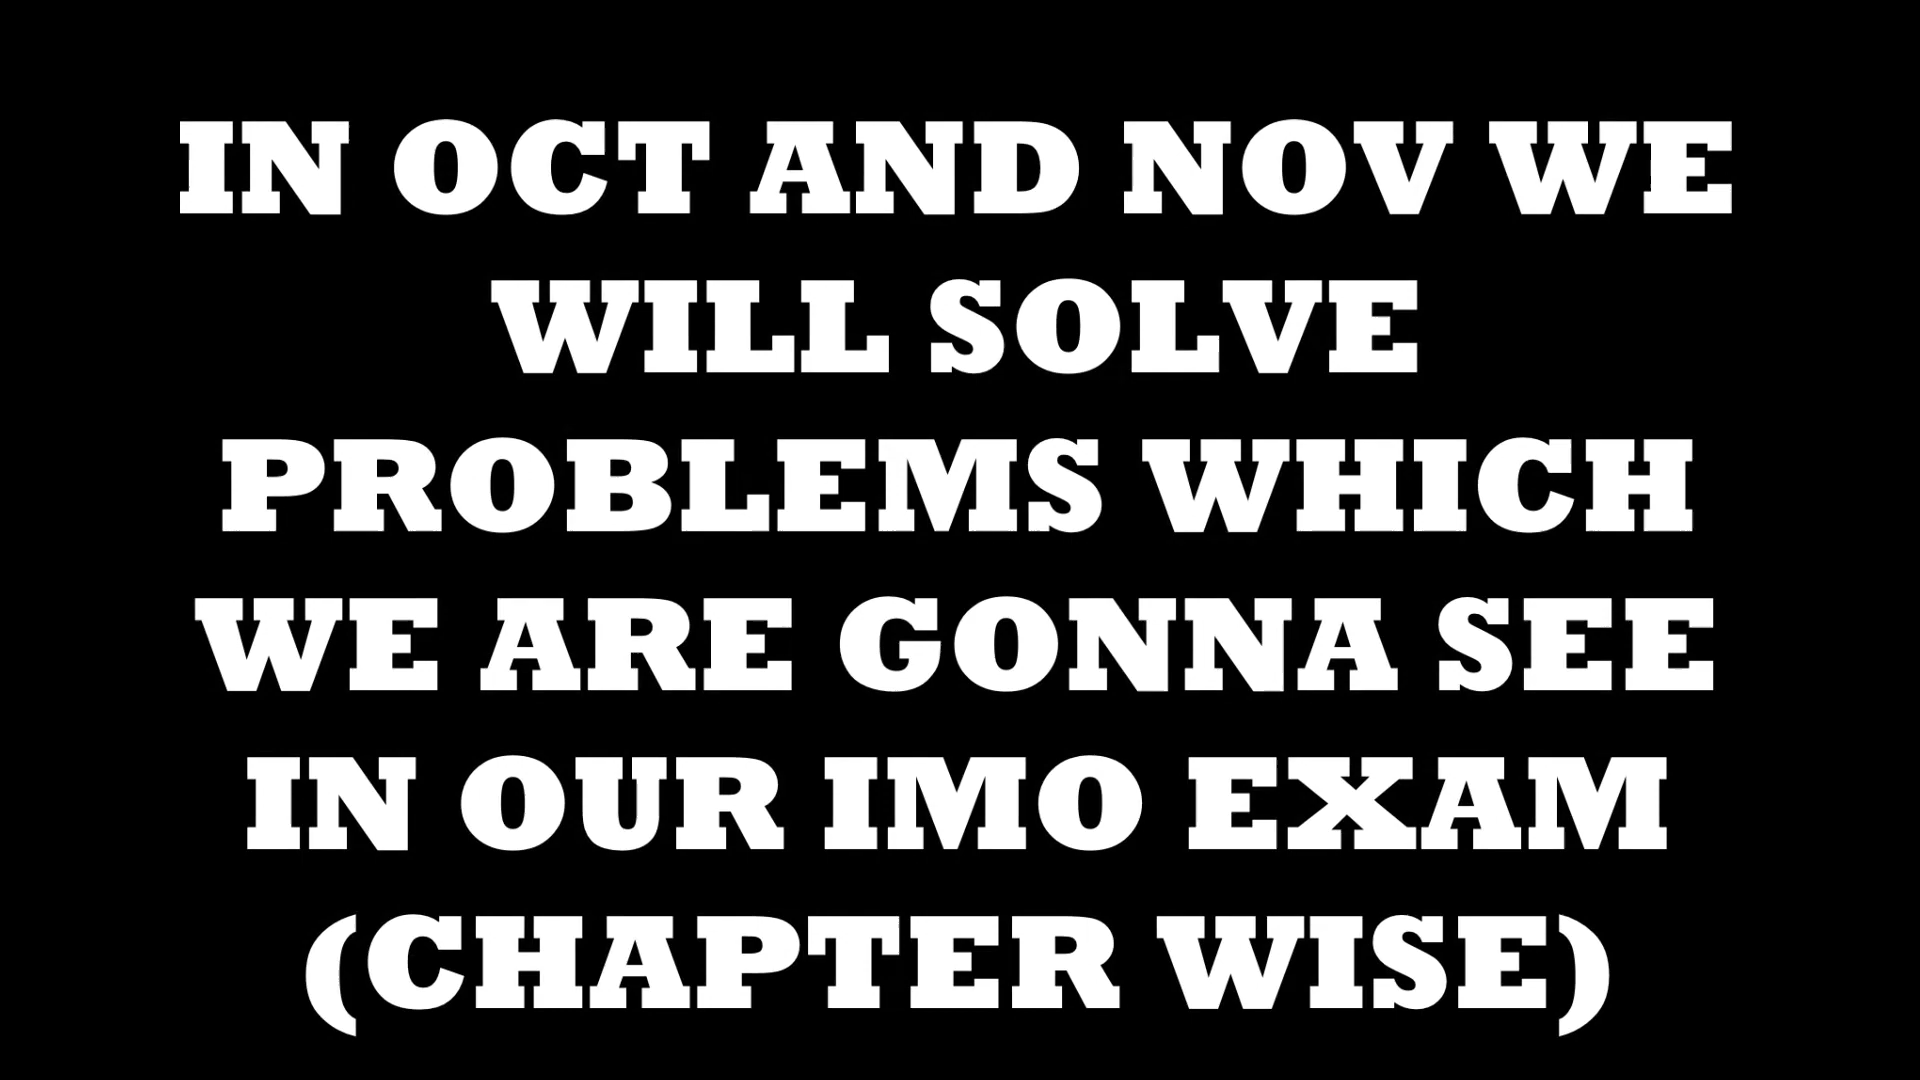 IN OCT AND NOV WE
WILL SOLVE
PROBLEMS WHICH
WE ARE GONNA SEE
IN OUR IMO EXAM
(CHAPTER WISE)